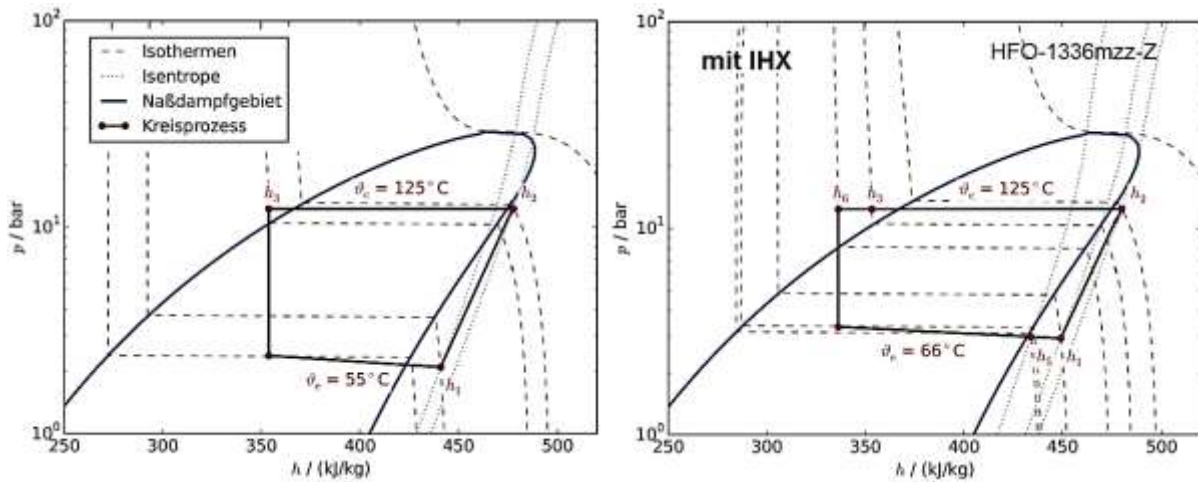 10²
Isothermen
Isentrope
Naßdampfgebiet
Kreisprozess
p / bar
10¹
10⁰
h₃
ϑc = 125°C
h₂
ϑe = 55°C
h₁
250 300 350 400 450 500
h / (kJ/kg)
10²
mit IHX
HFO-1336mzz-Z
p / bar
10¹
10⁰
h₆ h₃
ϑc = 125°C
h₂
ϑe = 66°C
h₅ h₁
250 300 350 400 450 500
h / (kJ/kg)